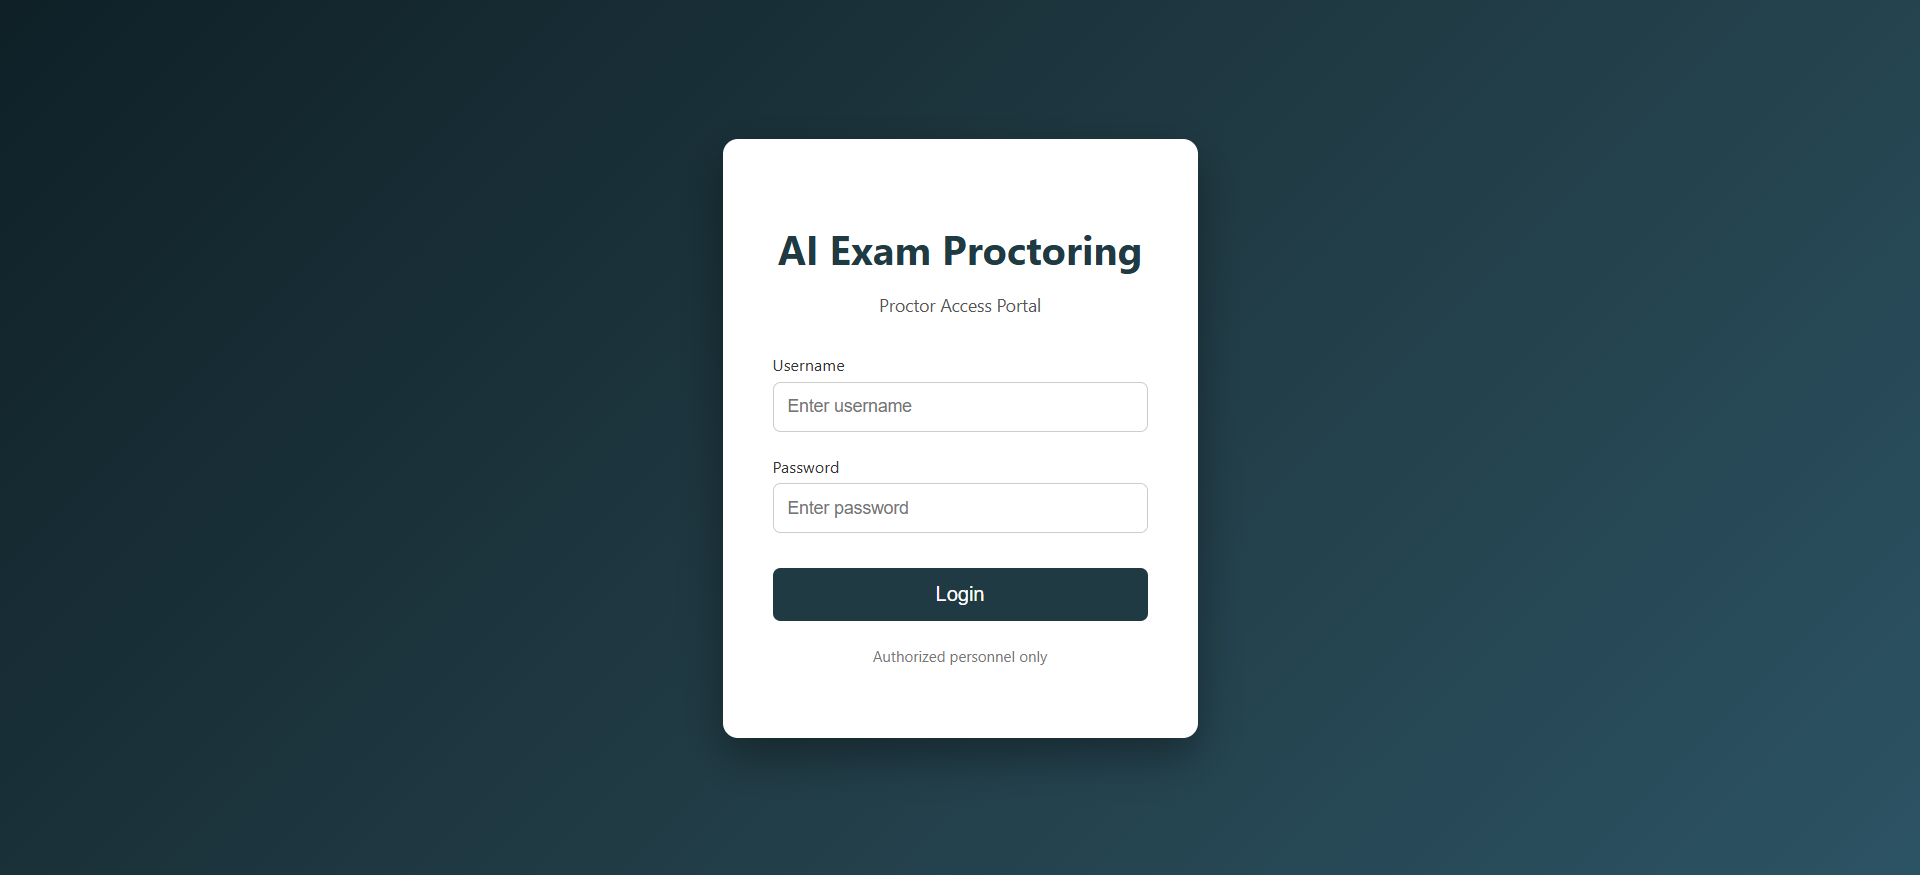 AI Exam Proctoring
Proctor Access Portal
Username
Enter username
Password
Enter password
Login
Authorized personnel only